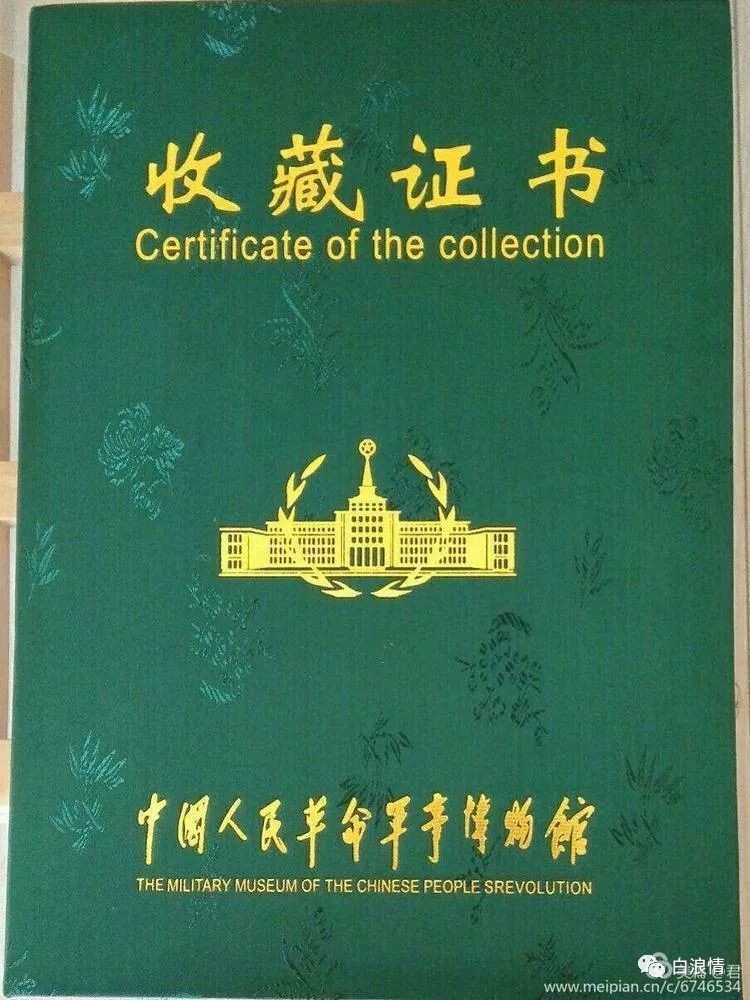 收藏证书
Certificate of the collection
中國人民革命军事博物館
THE MILITARY MUSEUM OF THE CHINESE PEOPLE SREVOLUTION
白浪情
www.meipian.cn/c/6746534